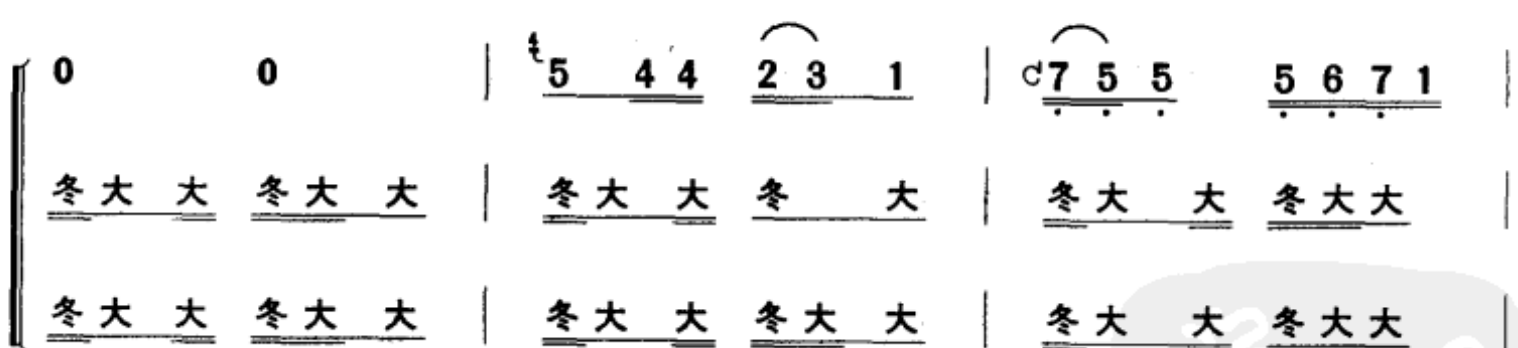 0 0 | 4 5 4 4 2 3 1 | 7 5 5 5 6 7 1 |
冬 大 大 冬 大 大 | 冬 大 大 冬 大 | 冬 大 大 冬 大 大 |
冬 大 大 冬 大 大 | 冬 大 大 冬 大 大 | 冬 大 大 冬 大 大 |